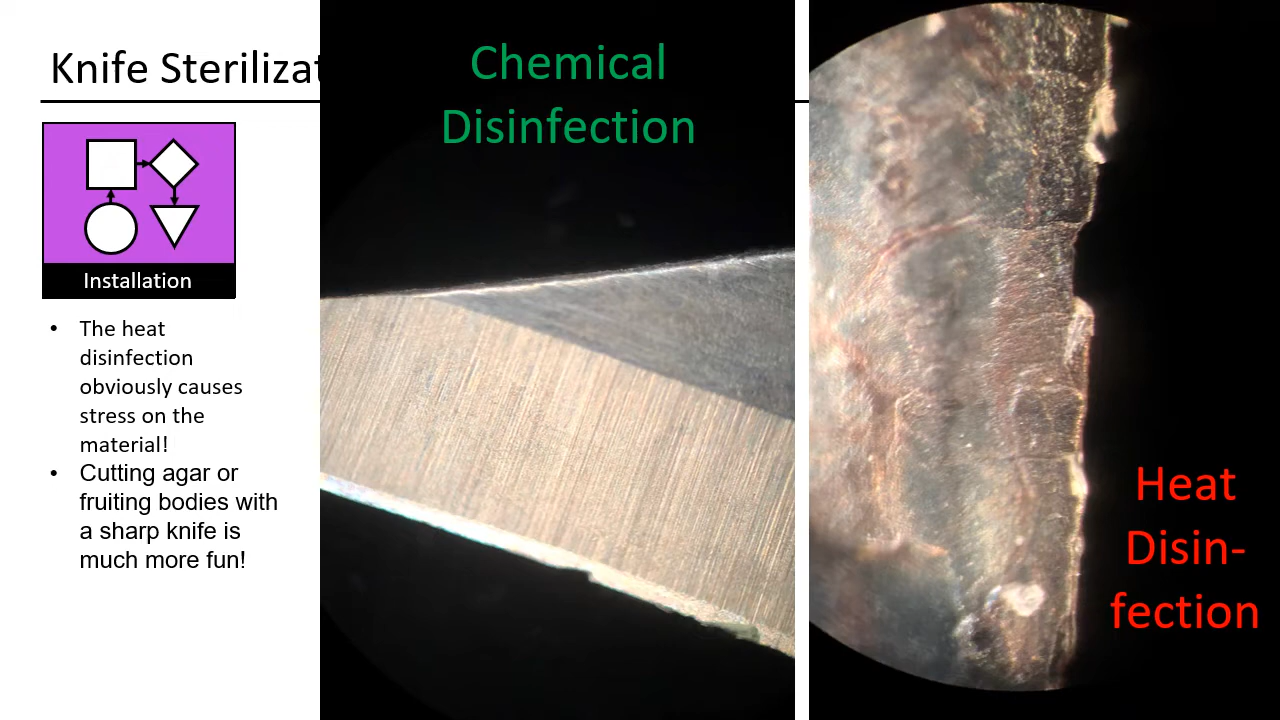 Knife Sterilizat
Chemical
Disinfection
Installation
• The heat
disinfection
obviously causes
stress on the
material!
• Cutting agar or
fruiting bodies with
a sharp knife is
much more fun!
Heat
Disin-
fection